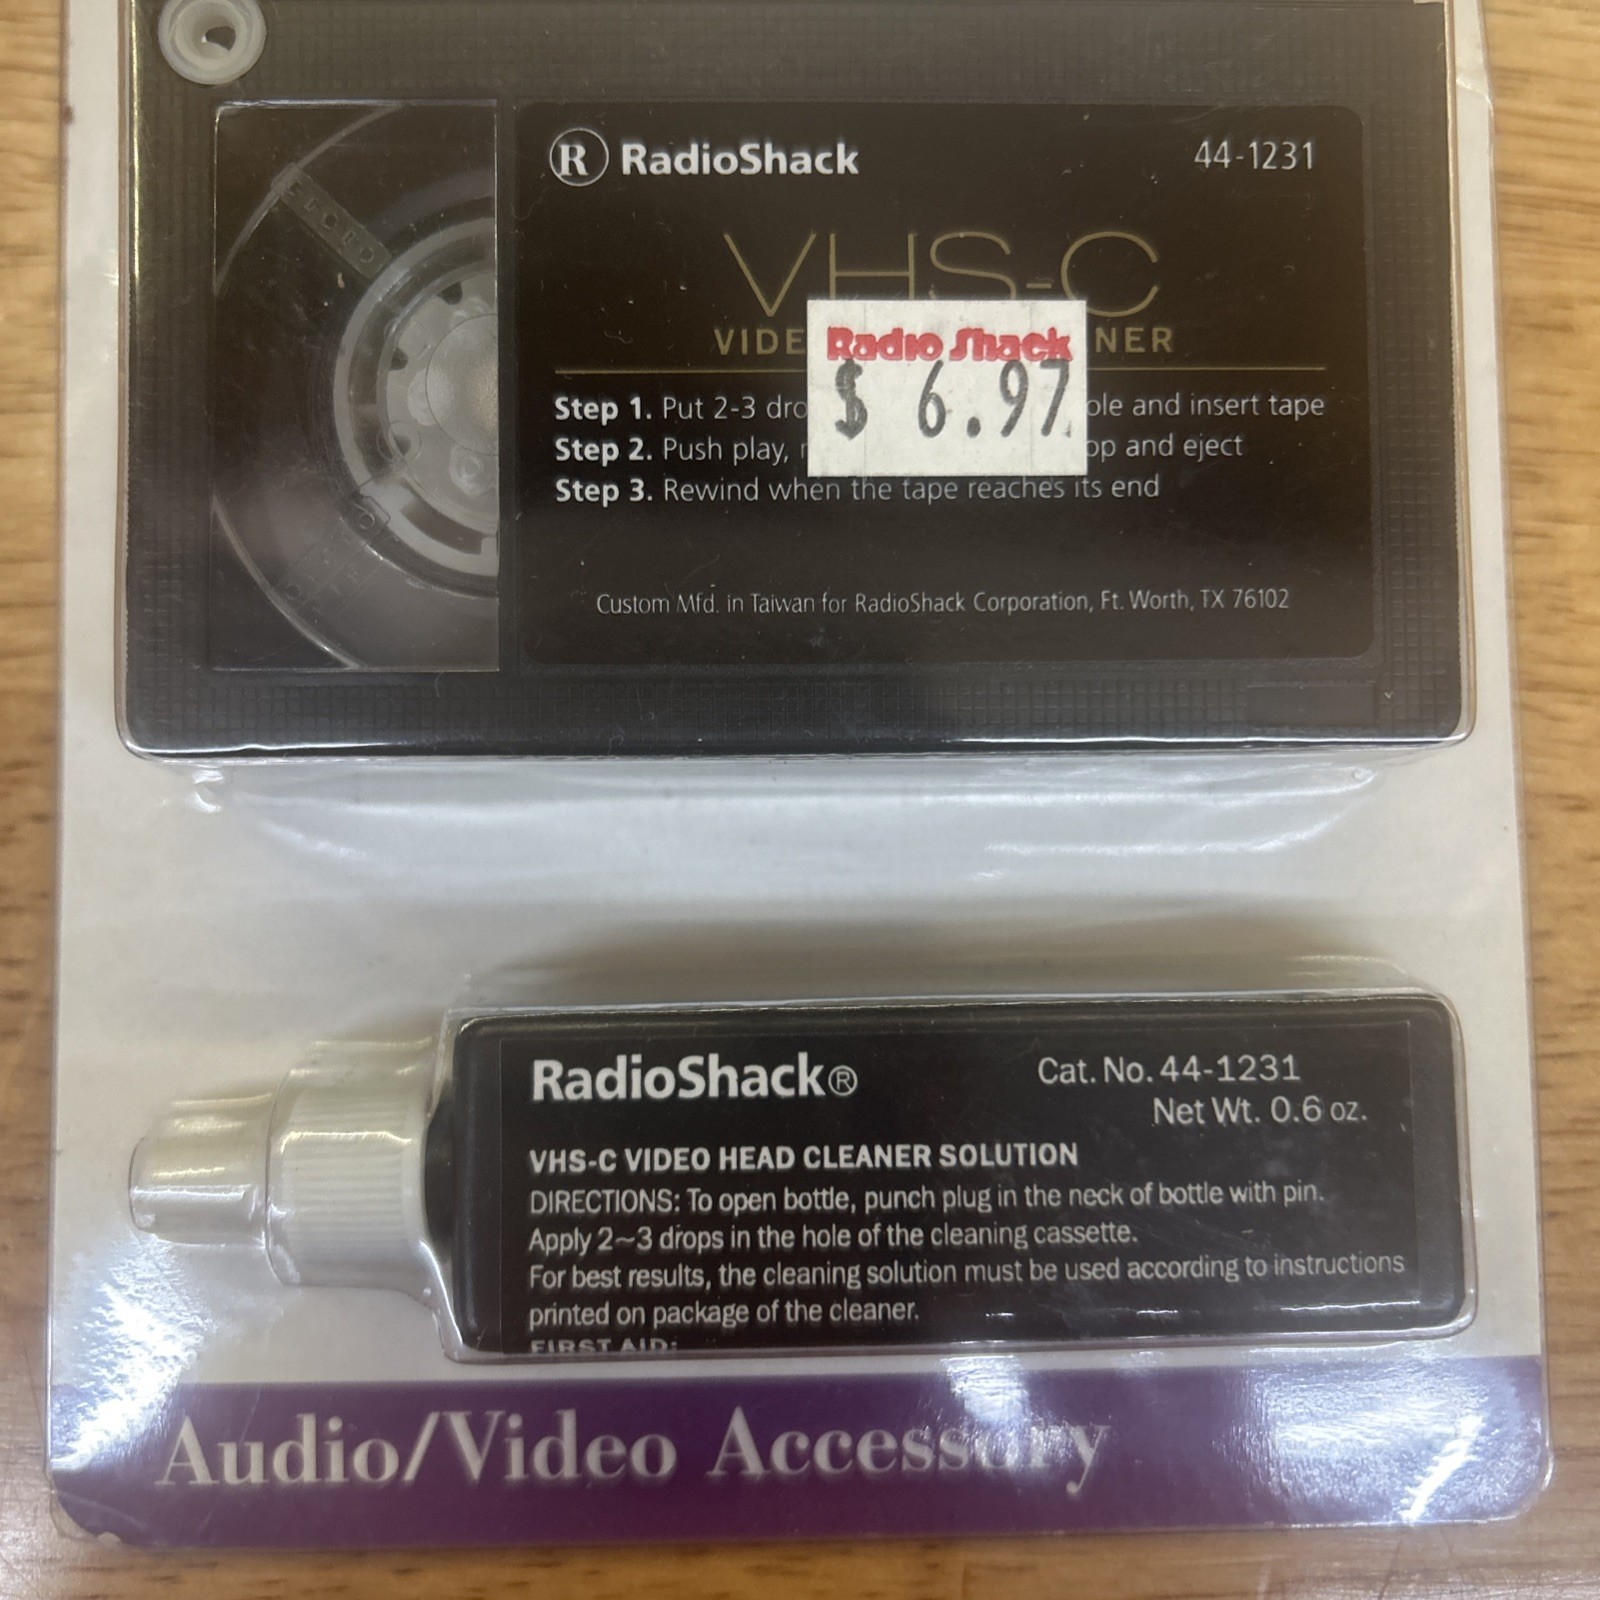 R RadioShack 44-1231
VHS-C
VIDE NER
Radio Shack
$ 6.97
Step 1. Put 2-3 dro ole and insert tape
Step 2. Push play, op and eject
Step 3. Rewind when the tape reaches its end
Custom Mfd. in Taiwan for RadioShack Corporation, Ft. Worth, TX 76102
RadioShack® Cat. No. 44-1231
Net Wt. 0.6 oz.
VHS-C VIDEO HEAD CLEANER SOLUTION
DIRECTIONS: To open bottle, punch plug in the neck of bottle with pin.
Apply 2~3 drops in the hole of the cleaning cassette.
For best results, the cleaning solution must be used according to instructions
printed on package of the cleaner.
FIRST AID:
Audio/Video Accessory